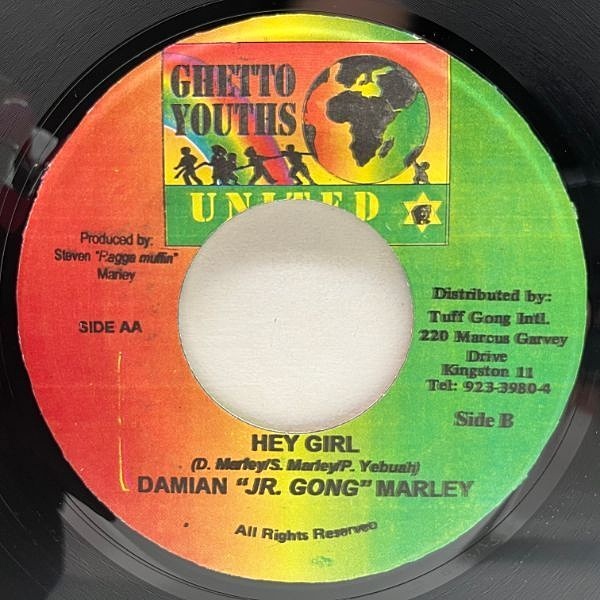 GHETTO
YOUTHS
UNITED
Produced by:
Steven "Ragga muffin"
Marley
SIDE AA
Distributed by:
Tuff Gong Intl.
220 Marcus Garvey
Drive
Kingston 11
Tel: 923-3980-4
Side B
HEY GIRL
(D. Marley/S. Marley/P. Yebuah)
DAMIAN "JR. GONG" MARLEY
All Rights Reserved